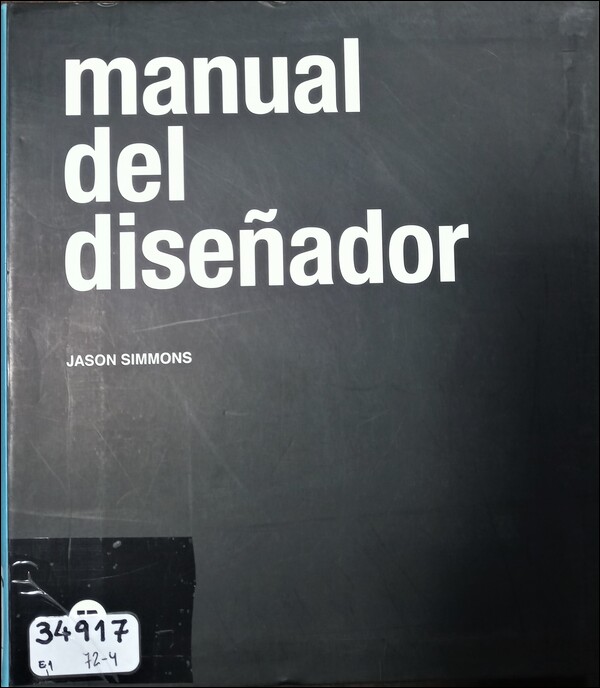 manual
del
diseñador
JASON SIMMONS
34917
E1 72-4